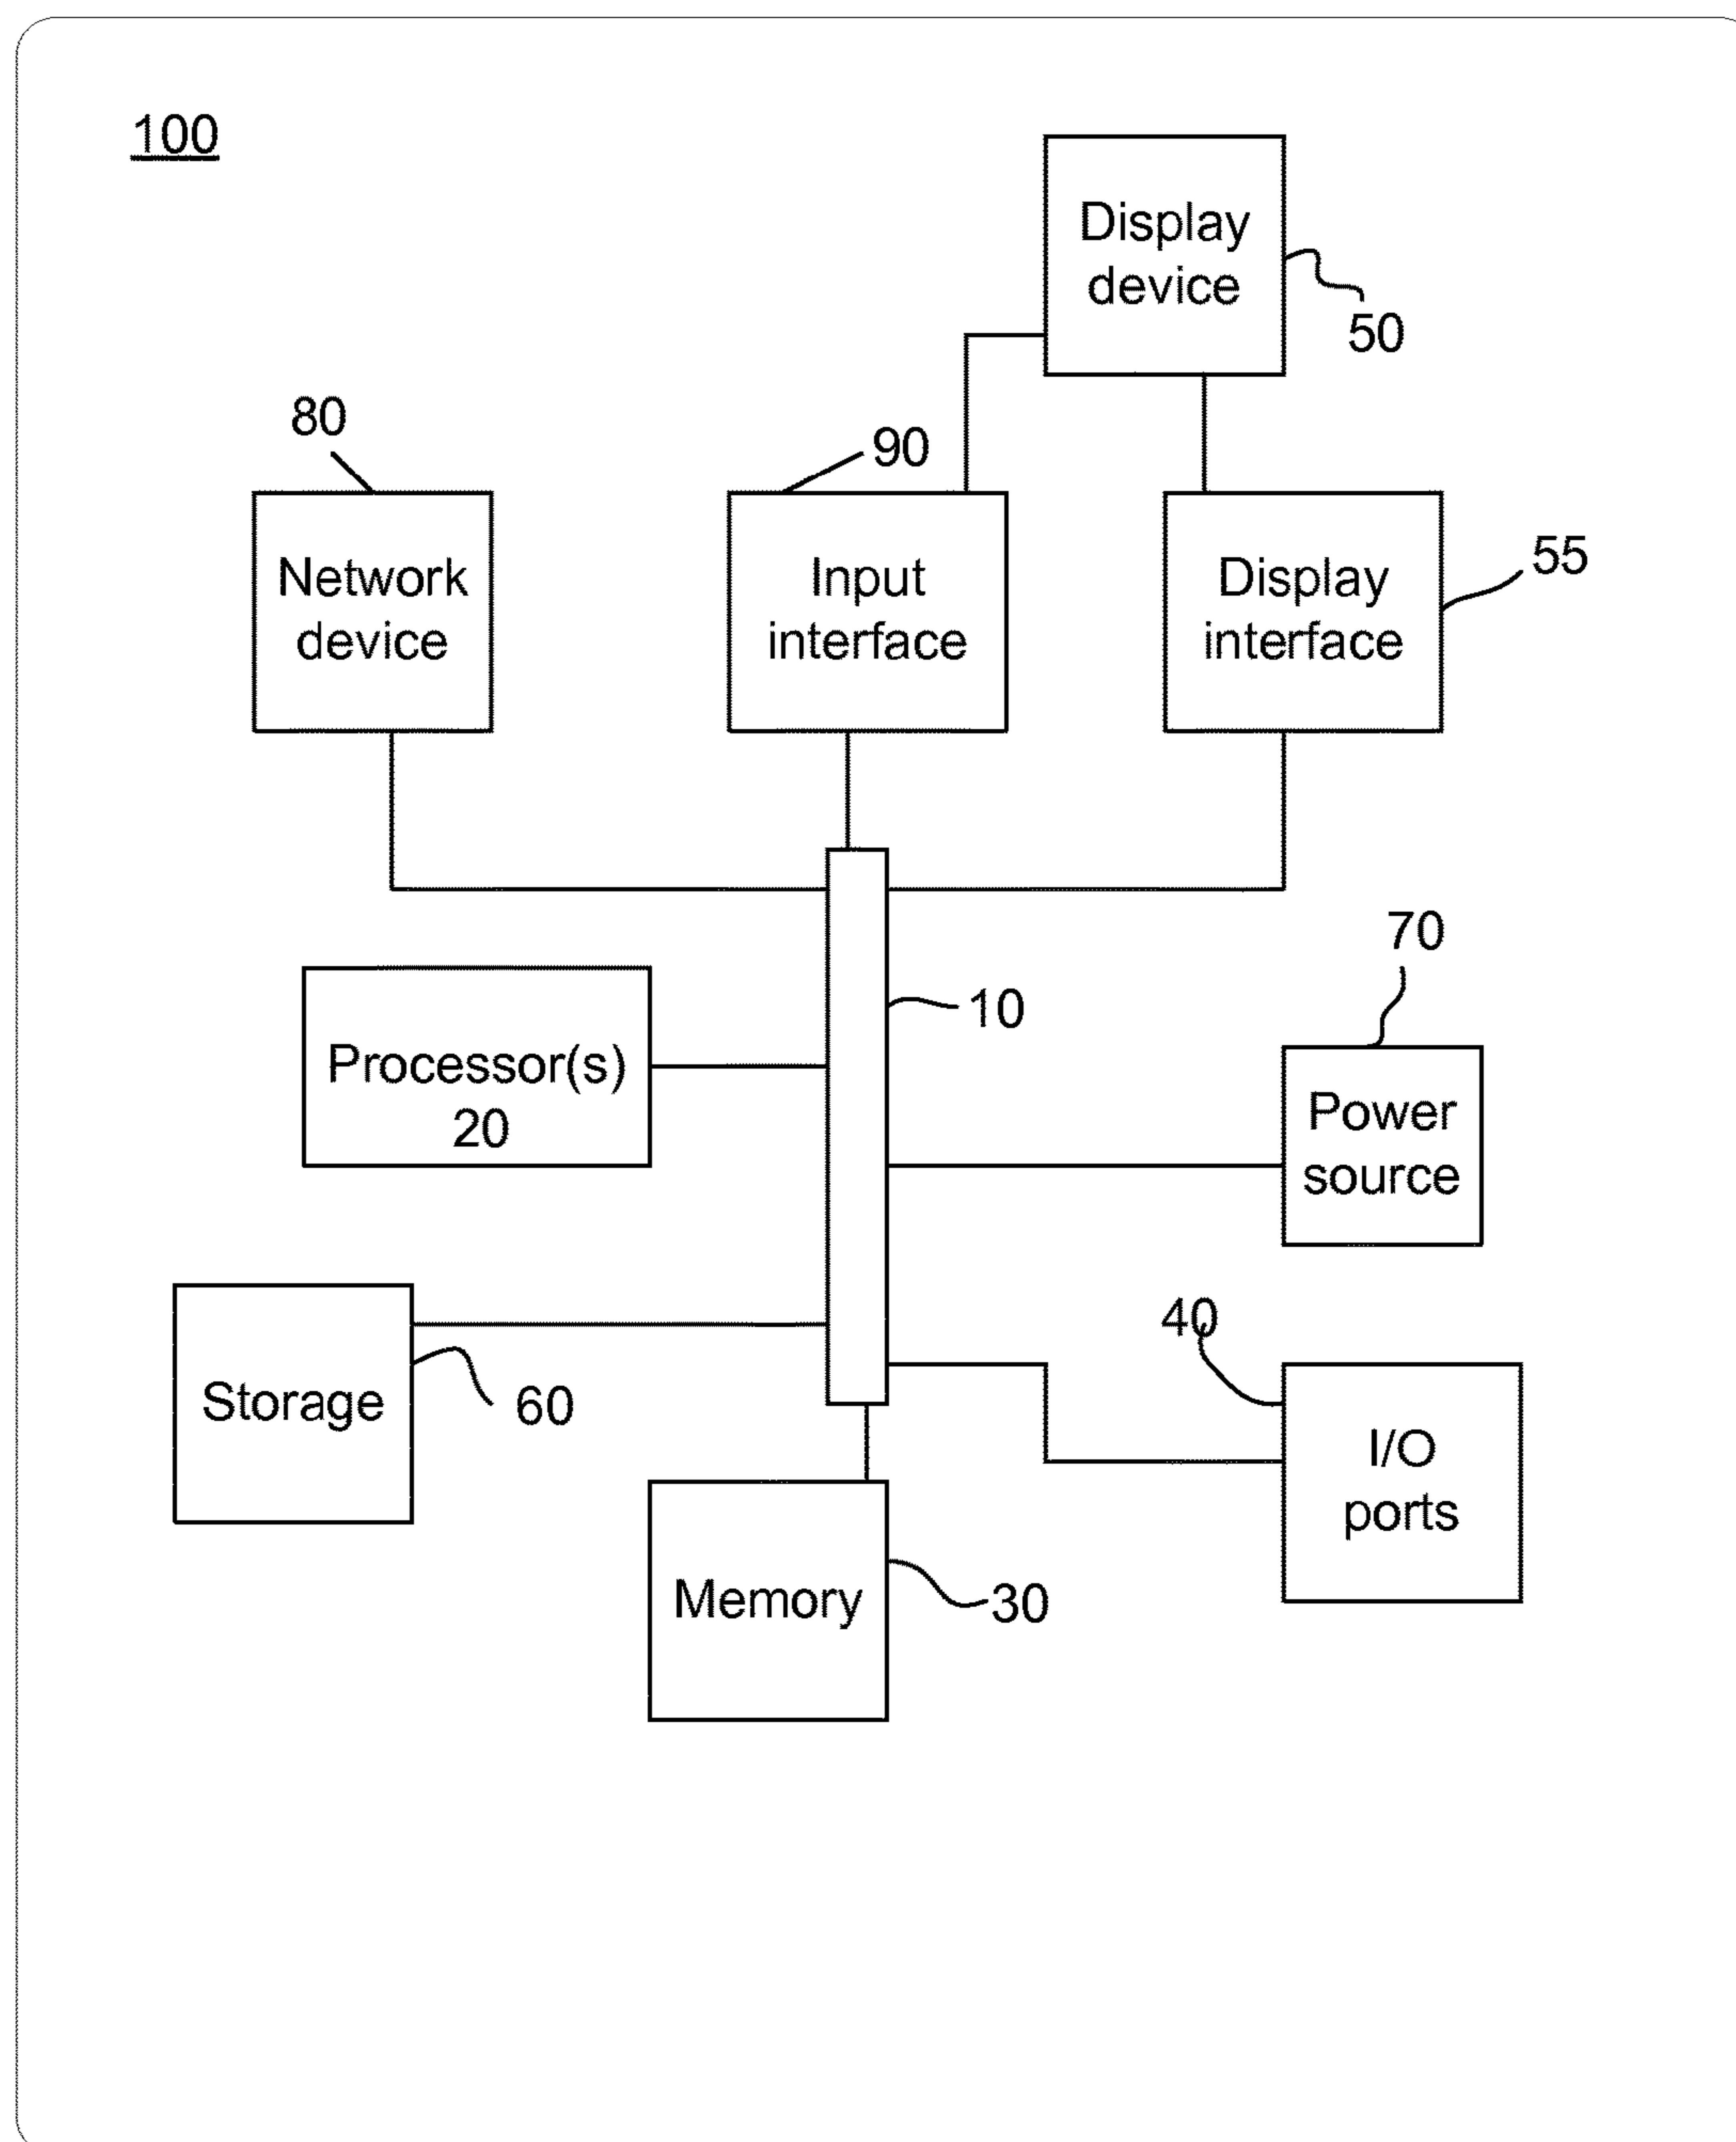 100
Display
device
50
80
90
Network
device
Input
interface
Display
interface
55
10
70
Processor(s)
20
Power
source
40
Storage
60
I/O
ports
Memory
30